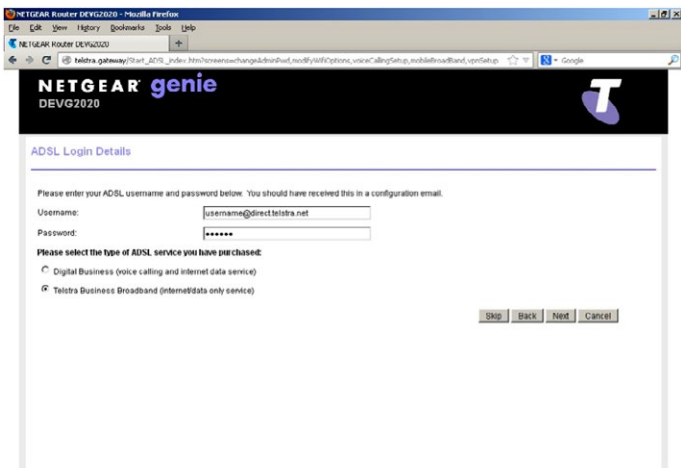 NETGEAR Router DEVG2020 - Mozilla Firefox
File Edit View History Bookmarks Tools Help
NETGEAR Router DEVG2020 +
telstra.gateway/Start_ADSL_index.htm?screens=changeAdminPwd,modifyWifiOptions,voiceCallingSetup,mobileBroadBand,vpnSetup Google
NETGEAR genie
DEVG2020
T
ADSL Login Details
Please enter your ADSL username and password below. You should have received this in a configuration email.
Username: username@direct.telstra.net
Password: ••••••
Please select the type of ADSL service you have purchased:
Digital Business (voice calling and internet data service)
Telstra Business Broadband (internet/data only service)
Skip Back Next Cancel